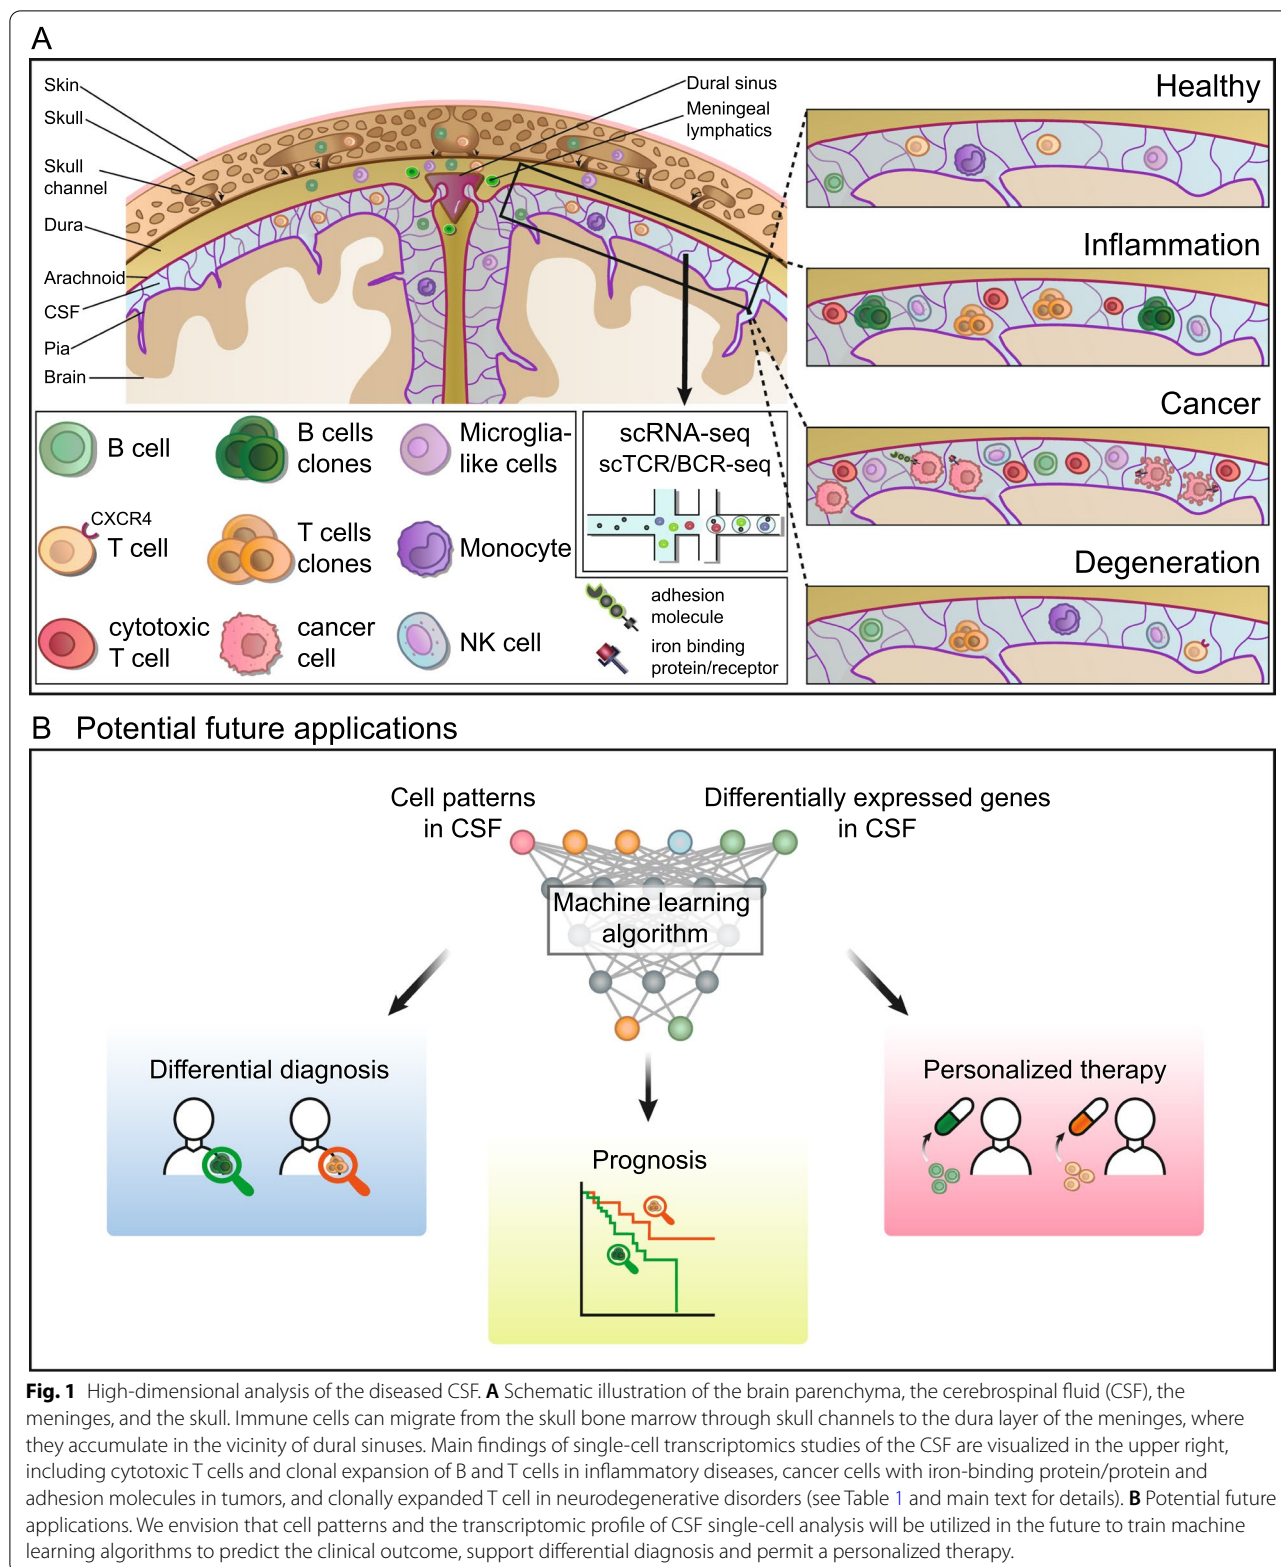 A
Skin
Skull
Skull
channel
Dura
Arachnoid
CSF
Pia
Brain
Dural sinus
Meningeal
lymphatics
Healthy
Inflammation
Cancer
Degeneration
B cell
B cells
clones
Microglia-
like cells
CXCR4
T cell
T cells
clones
Monocyte
cytotoxic
T cell
cancer
cell
NK cell
scRNA-seq
scTCR/BCR-seq
adhesion
molecule
iron binding
protein/receptor
B Potential future applications
Cell patterns
in CSF
Differentially expressed genes
in CSF
Machine learning
algorithm
Differential diagnosis
Prognosis
Personalized therapy
Fig. 1 High-dimensional analysis of the diseased CSF. A Schematic illustration of the brain parenchyma, the cerebrospinal fluid (CSF), the
meninges, and the skull. Immune cells can migrate from the skull bone marrow through skull channels to the dura layer of the meninges, where
they accumulate in the vicinity of dural sinuses. Main findings of single-cell transcriptomics studies of the CSF are visualized in the upper right,
including cytotoxic T cells and clonal expansion of B and T cells in inflammatory diseases, cancer cells with iron-binding protein/protein and
adhesion molecules in tumors, and clonally expanded T cell in neurodegenerative disorders (see Table 1 and main text for details). B Potential future
applications. We envision that cell patterns and the transcriptomic profile of CSF single-cell analysis will be utilized in the future to train machine
learning algorithms to predict the clinical outcome, support differential diagnosis and permit a personalized therapy.